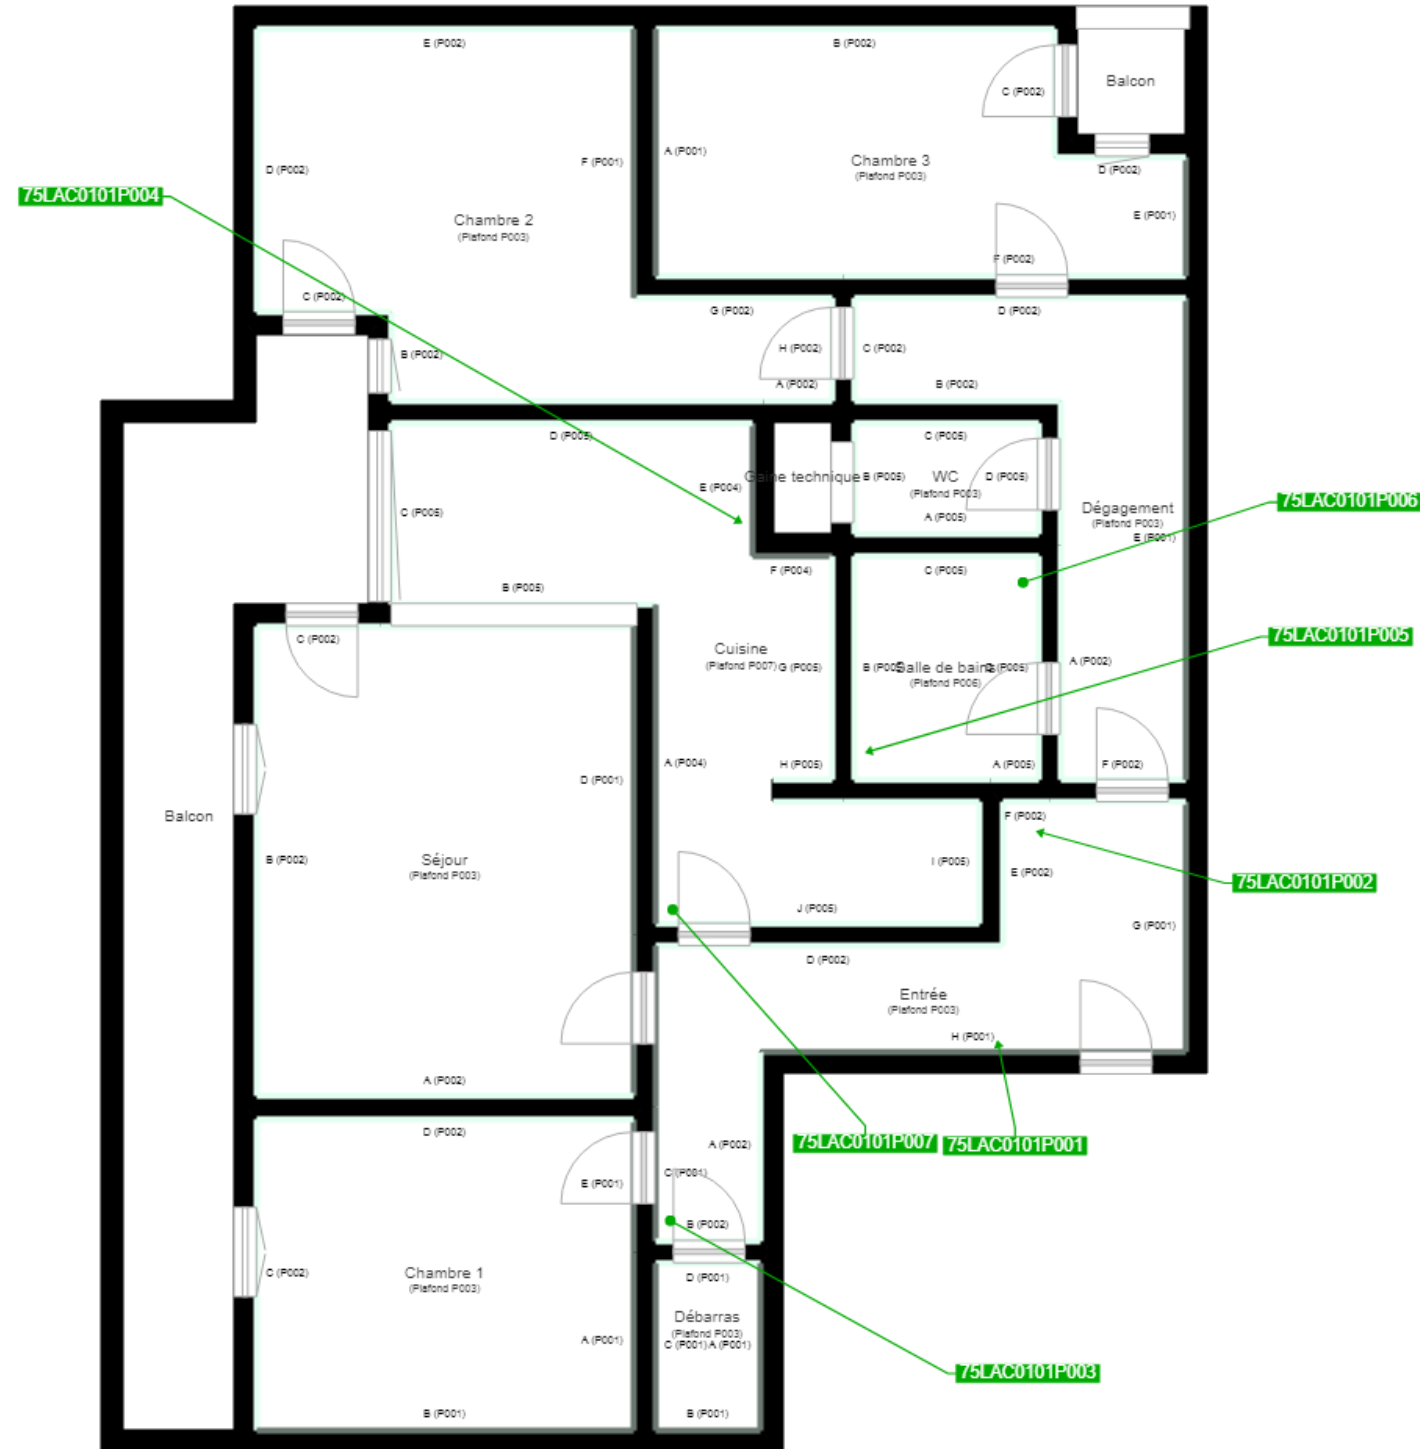 E (P002)
B (P002)
C (P002)
Balcon
A (P001)
F (P001)
Chambre 3
(Plafond P003)
D (P002)
D (P002)
75LAC0101P004
Chambre 2
(Plafond P003)
E (P001)
F (P002)
C (P002)
G (P002)
D (P002)
B (P002)
H (P002)
C (P002)
A (P002)
B (P002)
D (P005)
C (P005)
Gaine technique
B (P005)
WC
(Plafond P003)
D (P005)
E (P004)
A (P005)
C (P005)
Dégagement
(Plafond P003)
E (P001)
75LAC0101P006
F (P004)
C (P005)
B (P005)
75LAC0101P005
C (P002)
Cuisine
(Plafond P007)
G (P005)
B (P005)
Salle de bains
(Plafond P006)
D (P005)
A (P002)
A (P004)
H (P005)
A (P005)
F (P002)
D (P001)
Balcon
F (P002)
B (P002)
Séjour
(Plafond P003)
I (P005)
E (P002)
75LAC0101P002
J (P005)
G (P001)
D (P002)
Entrée
(Plafond P003)
H (P001)
A (P002)
D (P002)
75LAC0101P007
75LAC0101P001
A (P002)
C (P001)
E (P001)
B (P002)
C (P002)
Chambre 1
(Plafond P003)
D (P001)
Débarras
(Plafond P003)
C (P001)
A (P001)
A (P001)
75LAC0101P003
B (P001)
B (P001)